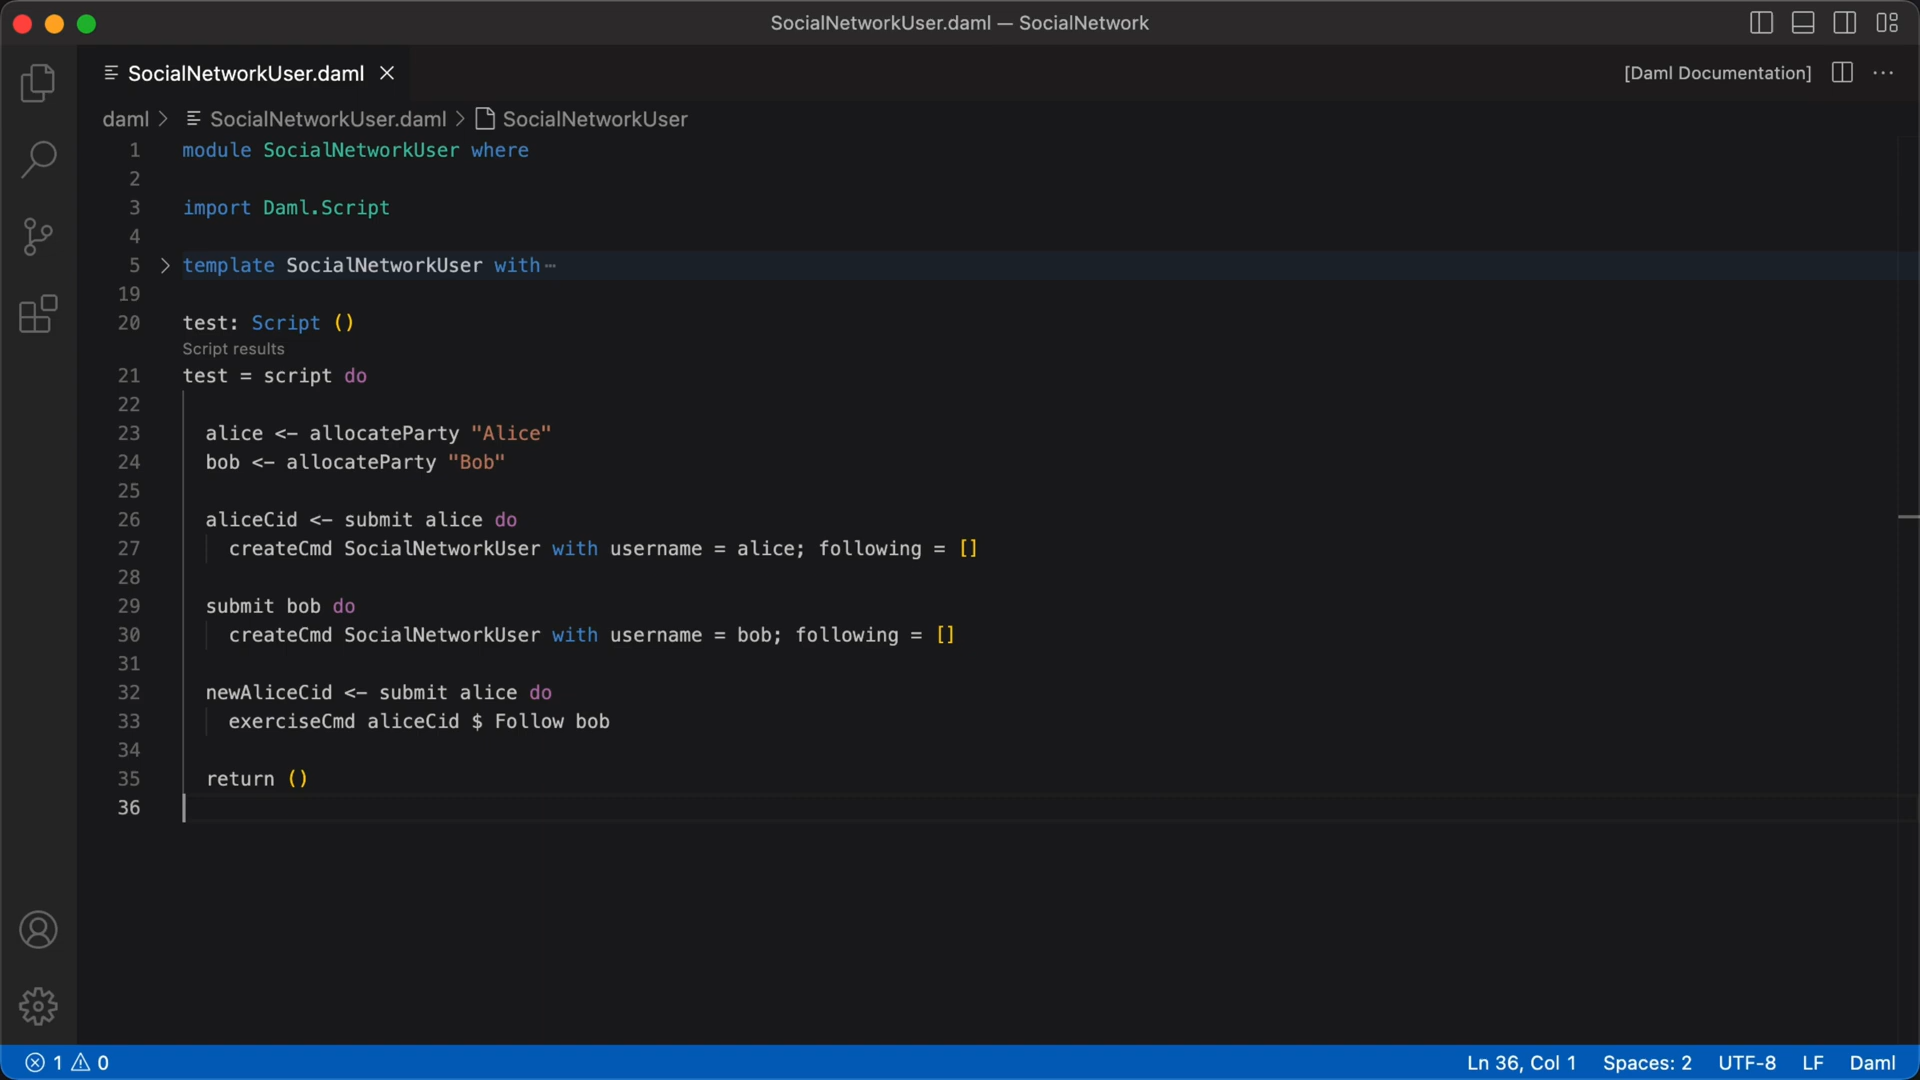 SocialNetworkUser.daml — SocialNetwork
SocialNetworkUser.daml
[Daml Documentation]
daml > SocialNetworkUser.daml > SocialNetworkUser
1 module SocialNetworkUser where
2
3 import Daml.Script
4
5 > template SocialNetworkUser with…
19
20 test: Script ()
Script results
21 test = script do
22
23 alice <- allocateParty "Alice"
24 bob <- allocateParty "Bob"
25
26 aliceCid <- submit alice do
27 createCmd SocialNetworkUser with username = alice; following = []
28
29 submit bob do
30 createCmd SocialNetworkUser with username = bob; following = []
31
32 newAliceCid <- submit alice do
33 exerciseCmd aliceCid $ Follow bob
34
35 return ()
36
1 0 Ln 36, Col 1 Spaces: 2 UTF-8 LF Daml